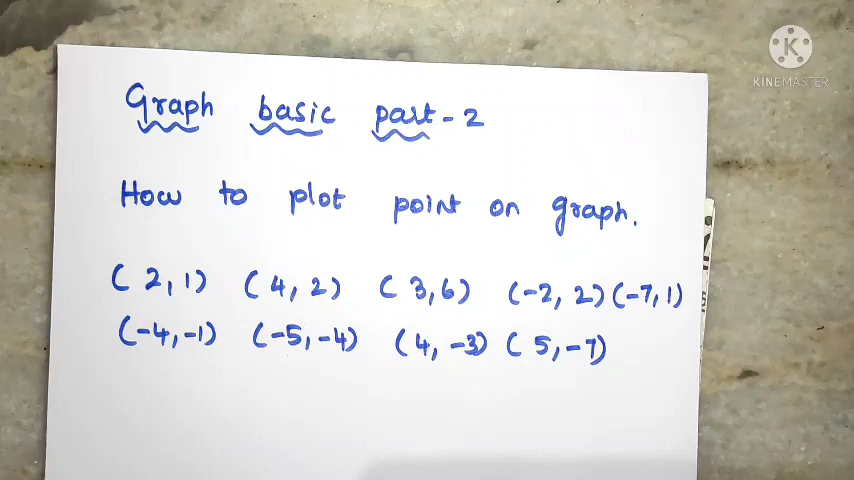 KINEMASTER
Graph basic part-2
How to plot point on graph.
(2,1) (4,2) (3,6) (-2,2) (-7,1)
(-4,-1) (-5,-4) (4,-3) (5,-7)